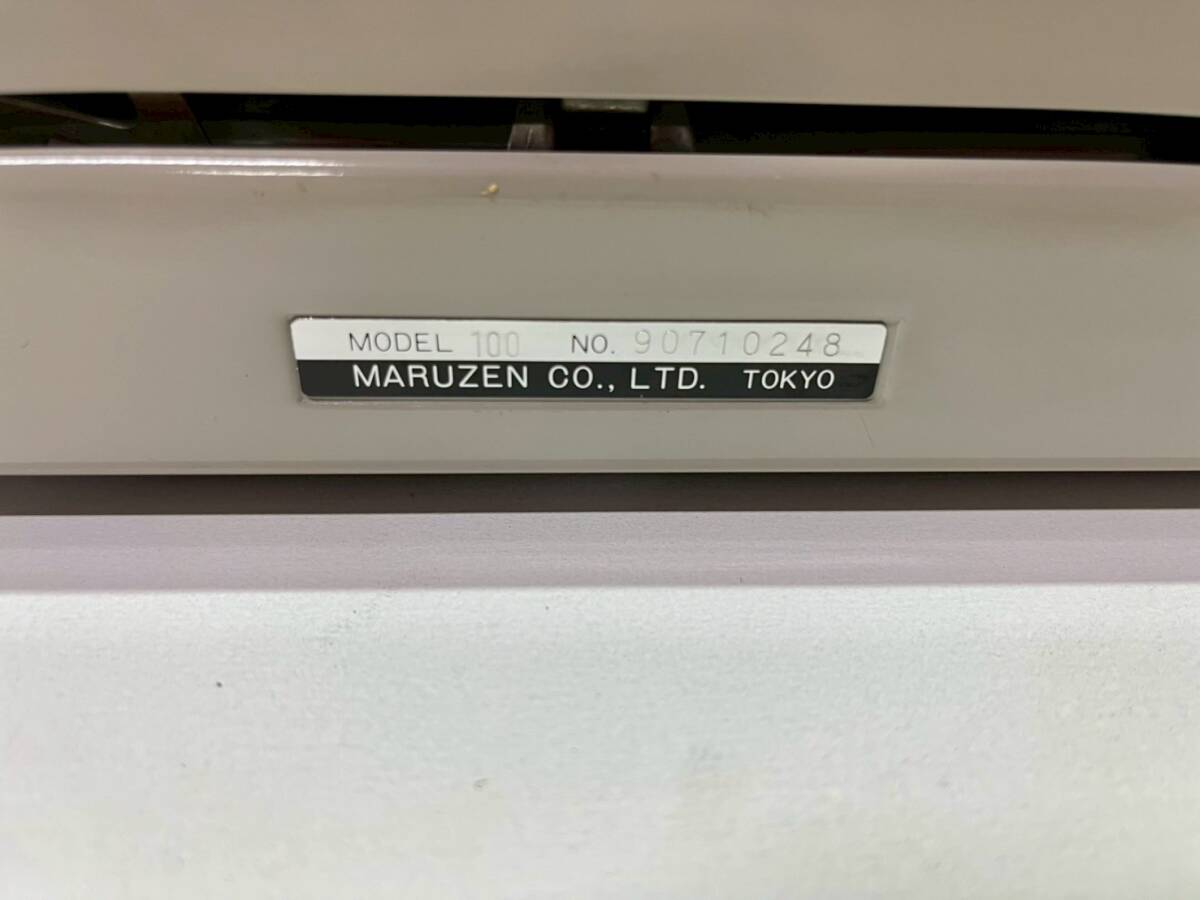 MODEL 100 NO. 90710248
MARUZEN CO., LTD. TOKYO